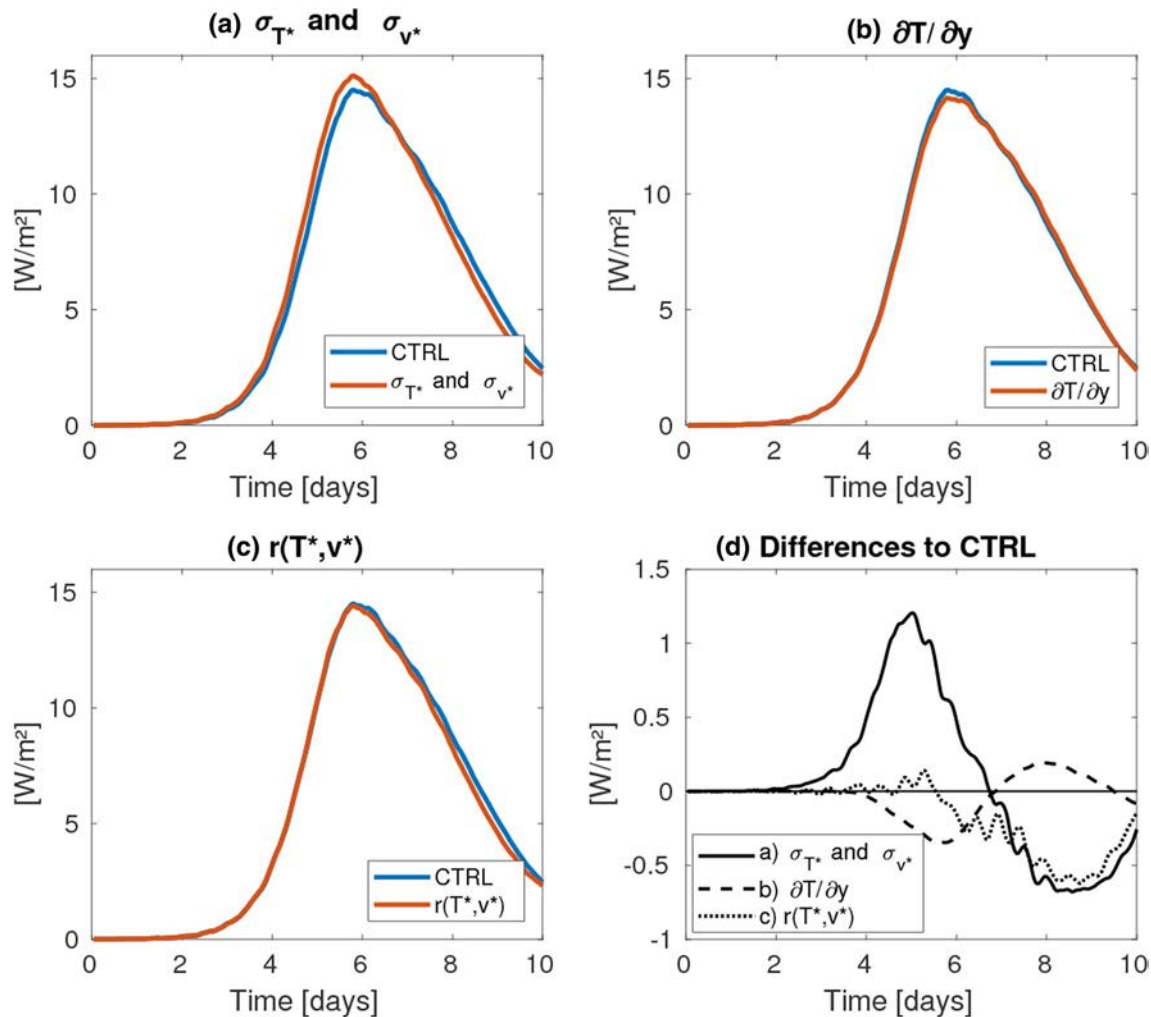 (a) σT* and σv*
[W/m²]
15
10
5
0
CTRL
σT* and σv*
0 2 4 6 8 10
Time [days]
(b) ∂T/∂y
[W/m²]
15
10
5
0
CTRL
∂T/∂y
0 2 4 6 8 10
Time [days]
(c) r(T*,v*)
[W/m²]
15
10
5
0
CTRL
r(T*,v*)
0 2 4 6 8 10
Time [days]
(d) Differences to CTRL
[W/m²]
1.5
1
0.5
0
-0.5
-1
a) σT* and σv*
b) ∂T/∂y
c) r(T*,v*)
0 2 4 6 8 10
Time [days]